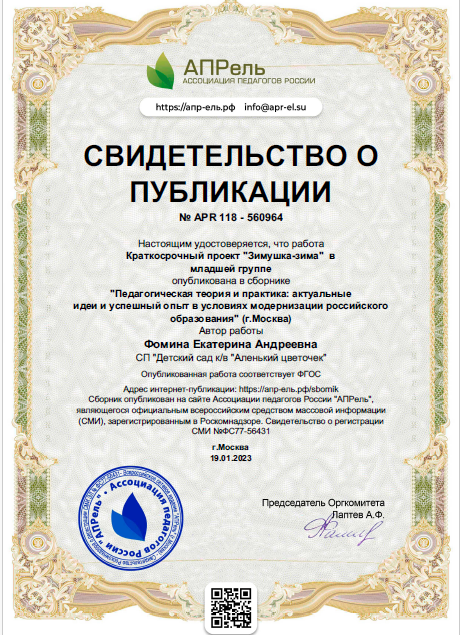 АПРель
АССОЦИАЦИЯ ПЕДАГОГОВ РОССИИ
https://апр-ель.рф info@apr-el.su
СВИДЕТЕЛЬСТВО О
ПУБЛИКАЦИИ
№ APR 118 - 560964
Настоящим удостоверяется, что работа
Краткосрочный проект "Зимушка-зима" в
младшей группе
опубликована в сборнике
"Педагогическая теория и практика: актуальные
идеи и успешный опыт в условиях модернизации российского
образования" (г.Москва)
Автор работы
Фомина Екатерина Андреевна
СП "Детский сад к/в "Аленький цветочек"
Опубликованная работа соответствует ФГОС
Адрес интернет-публикации: https://апр-ель.рф/sbornik
Сборник опубликован на сайте Ассоциации педагогов России "АПРель",
являющегося официальным всероссийским средством массовой информации
(СМИ), зарегистрированным в Роскомнадзоре. Свидетельство о регистрации
СМИ №ФС77-56431
г.Москва
19.01.2023
Председатель Оргкомитета
Лаптев А.Ф.
Ассоциация педагогов России "АПРель"